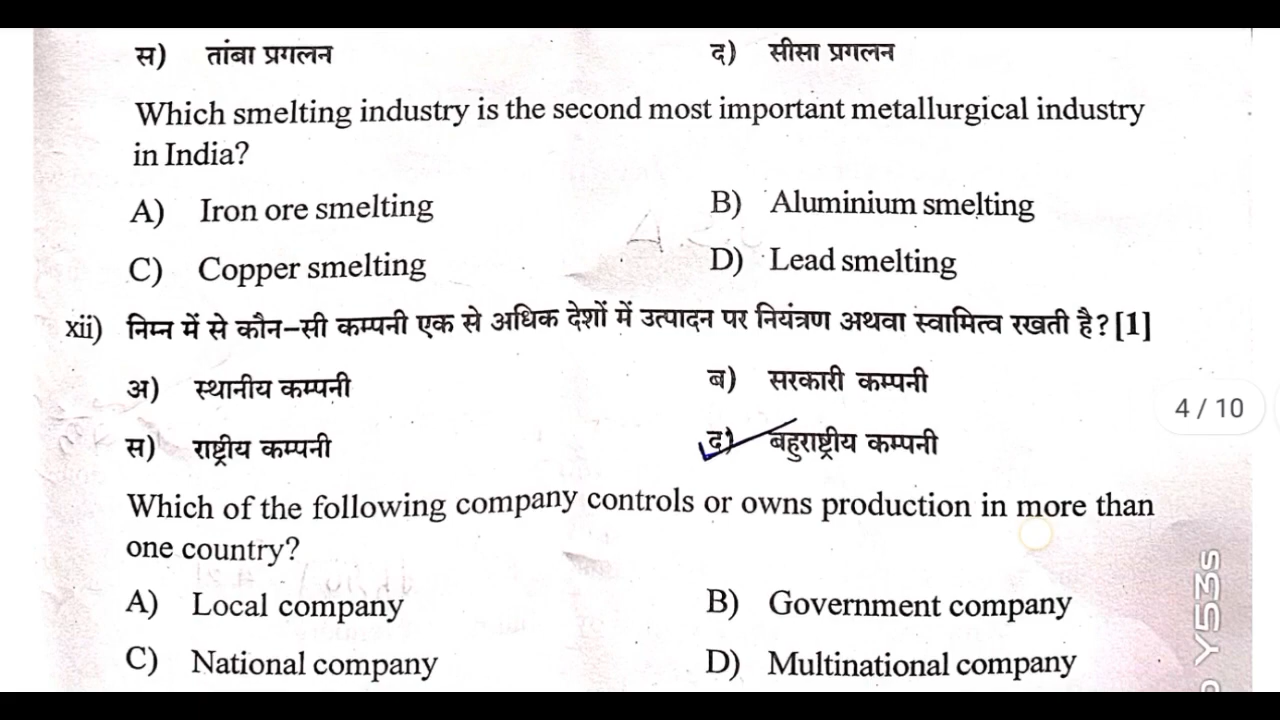 स) तांबा प्रगलन द) सीसा प्रगलन
Which smelting industry is the second most important metallurgical industry
in India?
A) Iron ore smelting B) Aluminium smelting
C) Copper smelting D) Lead smelting
xii) निम्न में से कौन-सी कम्पनी एक से अधिक देशों में उत्पादन पर नियंत्रण अथवा स्वामित्व रखती है? [1]
अ) स्थानीय कम्पनी ब) सरकारी कम्पनी
स) राष्ट्रीय कम्पनी द) बहुराष्ट्रीय कम्पनी
4 / 10
Which of the following company controls or owns production in more than
one country?
A) Local company B) Government company
C) National company D) Multinational company
Y53s